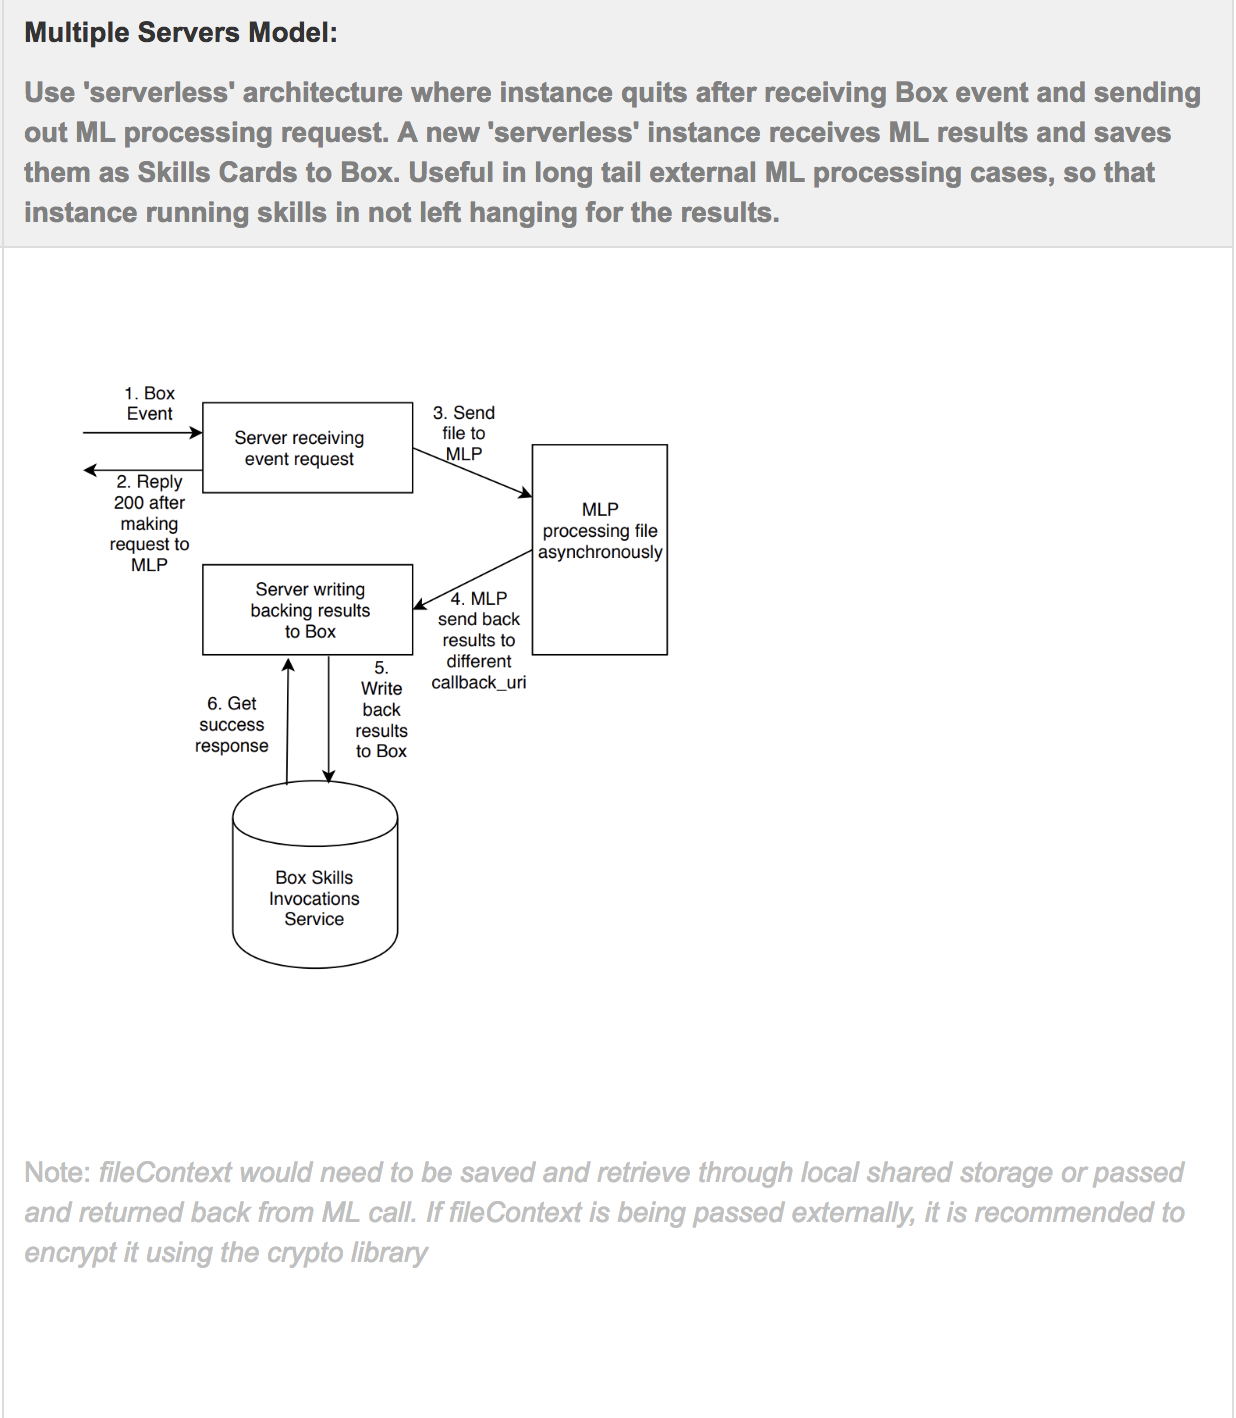 Multiple Servers Model:
Use 'serverless' architecture where instance quits after receiving Box event and sending
out ML processing request. A new 'serverless' instance receives ML results and saves
them as Skills Cards to Box. Useful in long tail external ML processing cases, so that
instance running skills in not left hanging for the results.
1. Box
Event
Server receiving
event request
2. Reply
200 after
making
request to
MLP
3. Send
file to
MLP
MLP
processing file
asynchronously
Server writing
backing results
to Box
4. MLP
send back
results to
different
callback_uri
5.
Write
back
results
to Box
6. Get
success
response
Box Skills
Invocations
Service
Note: fileContext would need to be saved and retrieve through local shared storage or passed
and returned back from ML call. If fileContext is being passed externally, it is recommended to
encrypt it using the crypto library